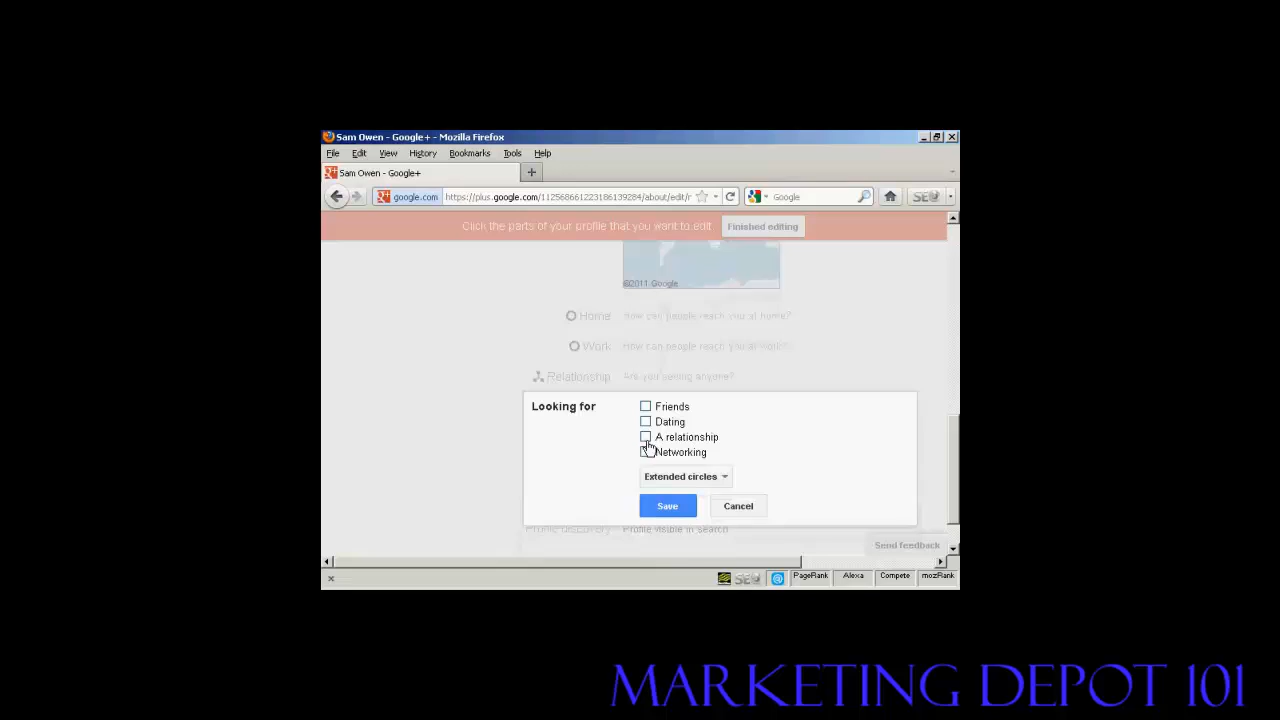 Sam Owen - Google+ - Mozilla Firefox
File Edit View History Bookmarks Tools Help
Sam Owen - Google+
google.com https://plus.google.com/112568661223186139284/about/edit/r Google
Click the parts of your profile that you want to edit Finished editing
©2011 Google
Home How can people reach you at home?
Work How can people reach you at work?
Relationship Are you seeing anyone?
Looking for Friends
Dating
A relationship
Networking
Extended circles
Save Cancel
Profile discovery Profile visible in search
Send feedback
SEO PageRank Alexa Compete mozRank
MARKETING DEPOT 101